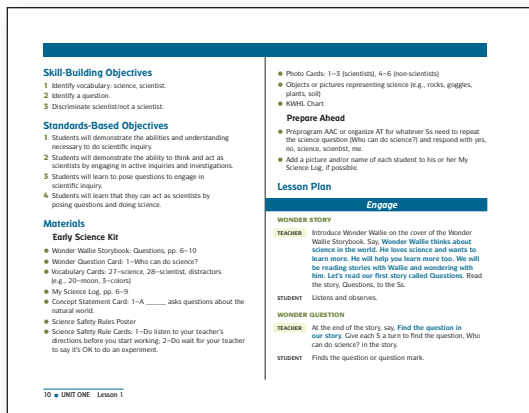 Skill-Building Objectives
1 Identify vocabulary: science, scientist.
2 Identify a question.
3 Discriminate scientist/not a scientist.
Standards-Based Objectives
1 Students will demonstrate the abilities and understanding
necessary to do scientific inquiry.
2 Students will demonstrate the ability to think and act as
scientists by engaging in active inquiries and investigations.
3 Students will learn to pose questions to engage in
scientific inquiry.
4 Students will learn that they can act as scientists by
posing questions and doing science.
Materials
Early Science Kit
● Wonder Wallie Storybook: Questions, pp. 6–10
● Wonder Question Card: 1–Who can do science?
● Vocabulary Cards: 27–science, 28–scientist, distractors
(e.g., 20–moon, 3–colors)
● My Science Log, pp. 6–9
● Concept Statement Card: 1–A _____ asks questions about the
natural world.
● Science Safety Rules Poster
● Science Safety Rule Cards: 1–Do listen to your teacher's
directions before you start working; 2–Do wait for your teacher
to say it's OK to do an experiment.
● Photo Cards: 1–3 (scientists), 4–6 (non-scientists)
● Objects or pictures representing science (e.g., rocks, goggles,
plants, soil)
● KWHL Chart
Prepare Ahead
● Preprogram AAC or organize AT for whatever Ss need to repeat
the science question (Who can do science?) and respond with yes,
no, science, scientist, me.
● Add a picture and/or name of each student to his or her My
Science Log, if possible.
Lesson Plan
Engage
WONDER STORY
TEACHER Introduce Wonder Wallie on the cover of the Wonder
Wallie Storybook. Say, Wonder Wallie thinks about
science in the world. He loves science and wants to
learn more. He will help you learn more too. We will
be reading stories with Wallie and wondering with
him. Let's read our first story called Questions. Read
the story, Questions, to the Ss.
STUDENT Listens and observes.
WONDER QUESTION
TEACHER At the end of the story, say, Find the question in
our story. Give each S a turn to find the question, Who
can do science? in the story.
STUDENT Finds the question or question mark.
10 ● UNIT ONE Lesson 1